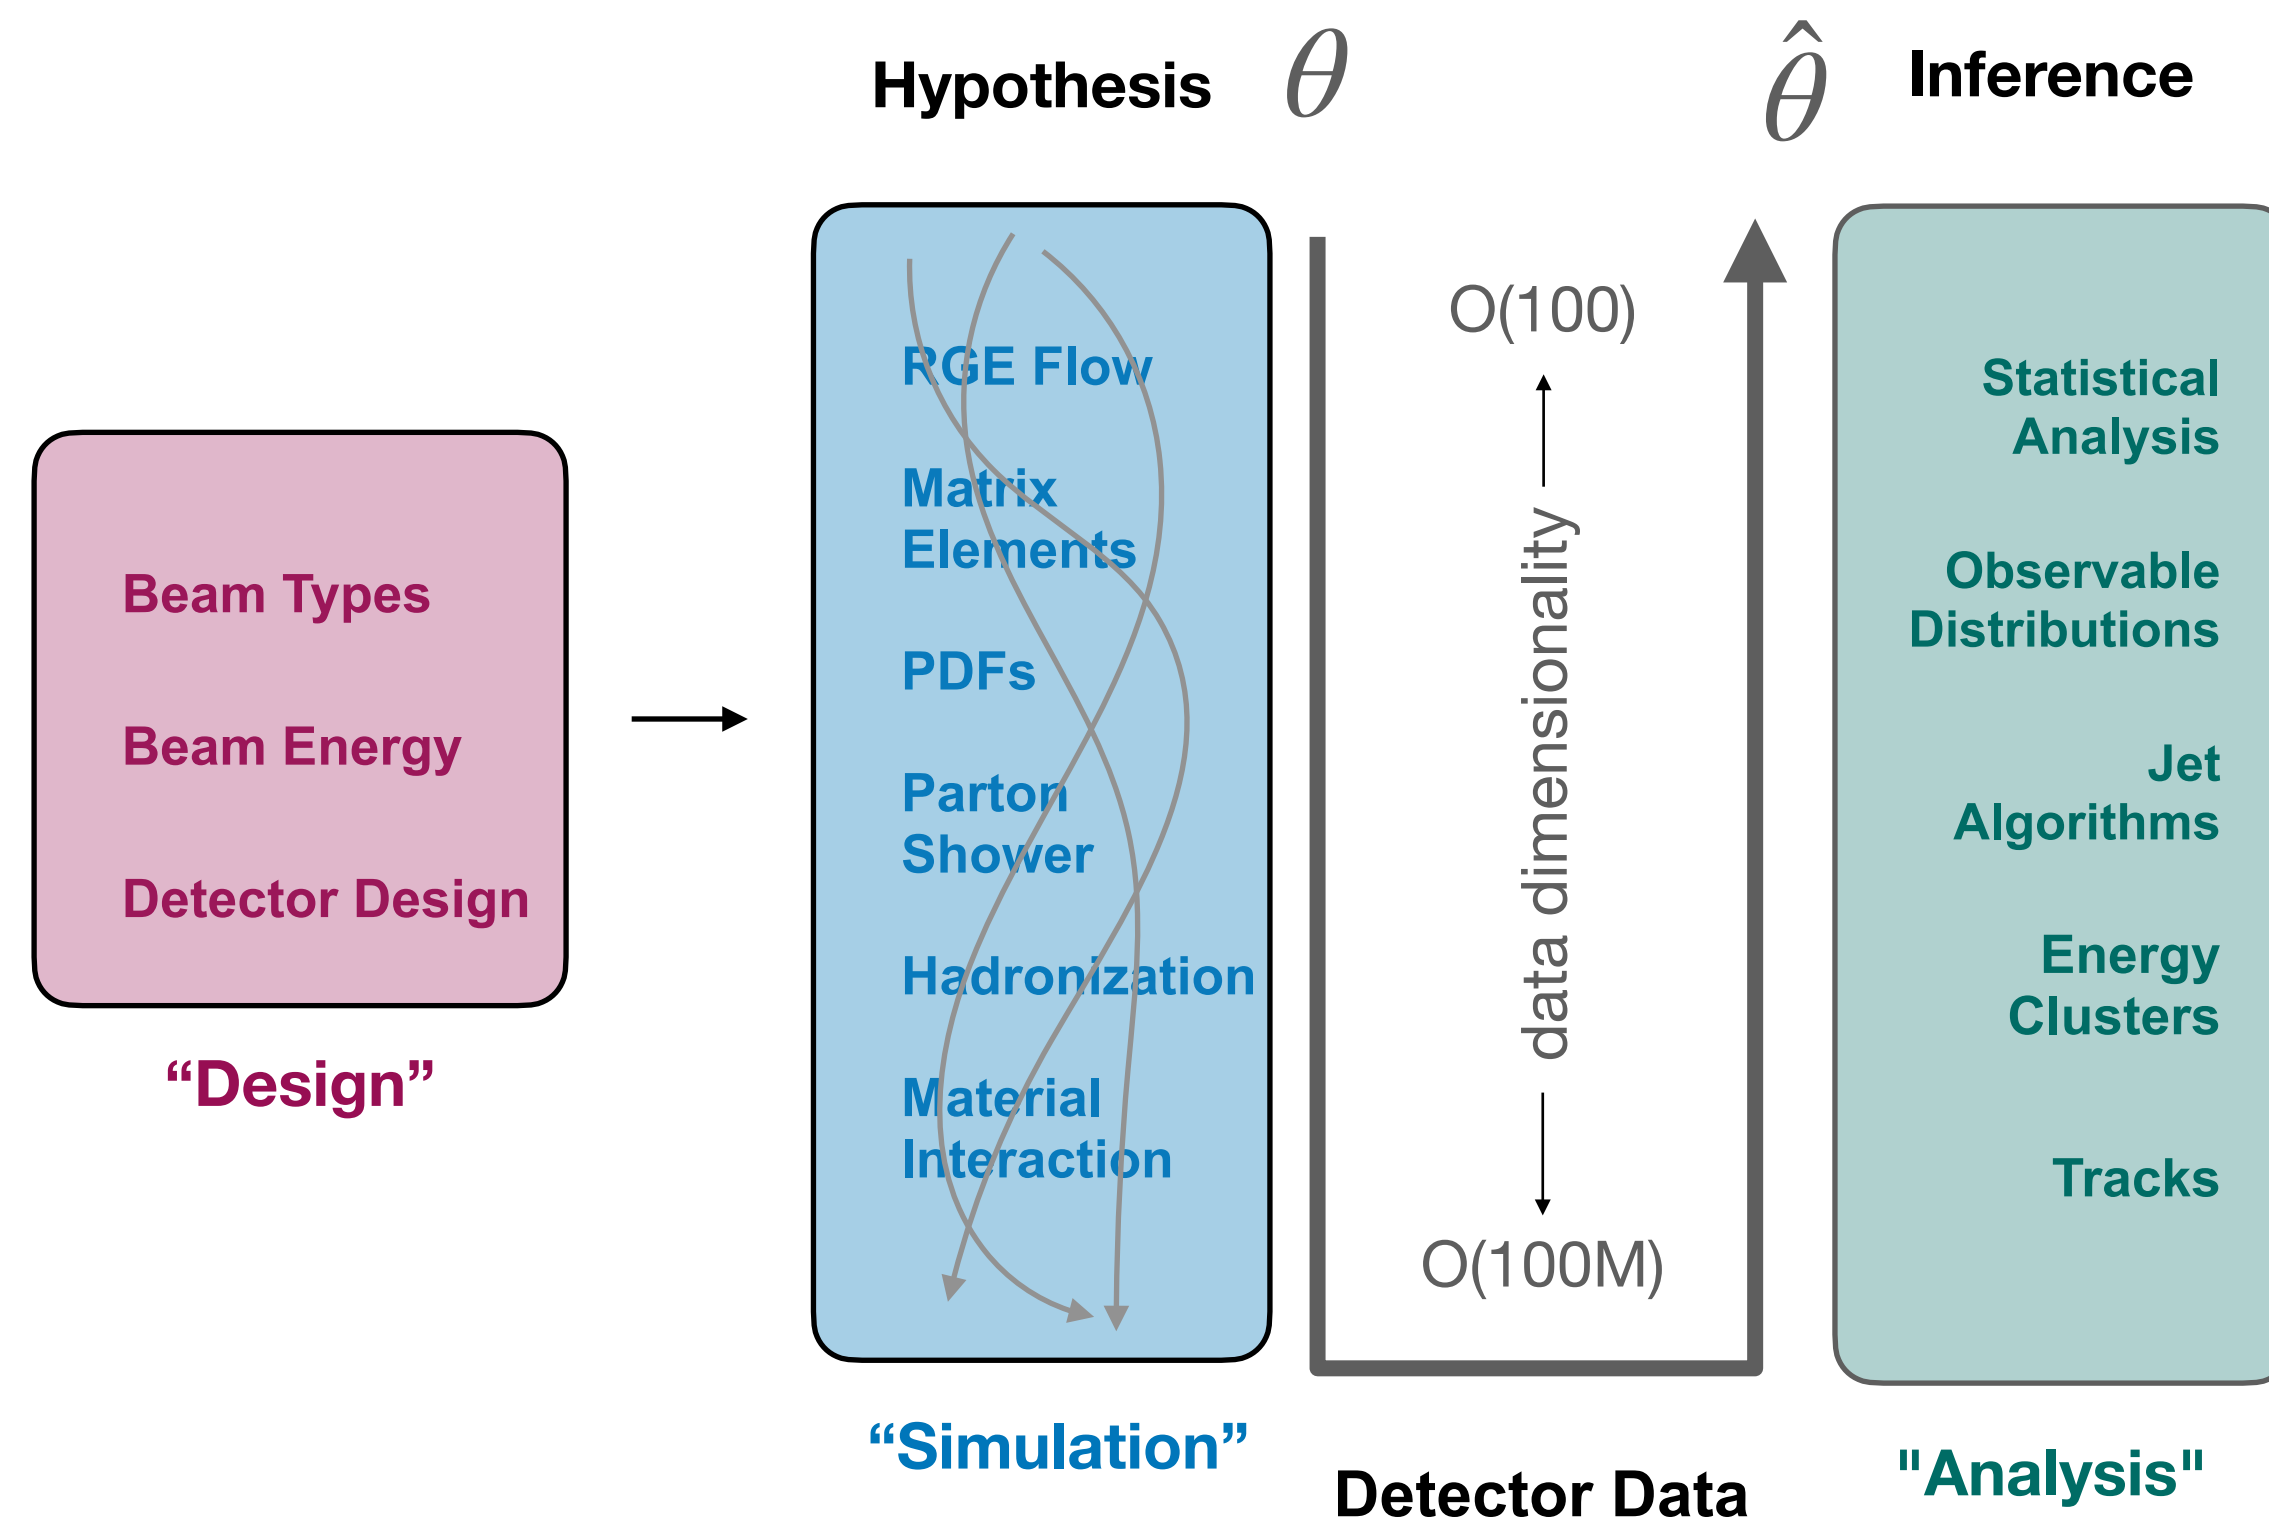 Hypothesis θ
θ̂ Inference
Beam Types
Beam Energy
Detector Design
“Design”
RGE Flow
Matrix
Elements
PDFs
Parton
Shower
Hadronization
Material
Interaction
“Simulation”
O(100)
data dimensionality
O(100M)
Detector Data
Statistical
Analysis
Observable
Distributions
Jet
Algorithms
Energy
Clusters
Tracks
"Analysis"